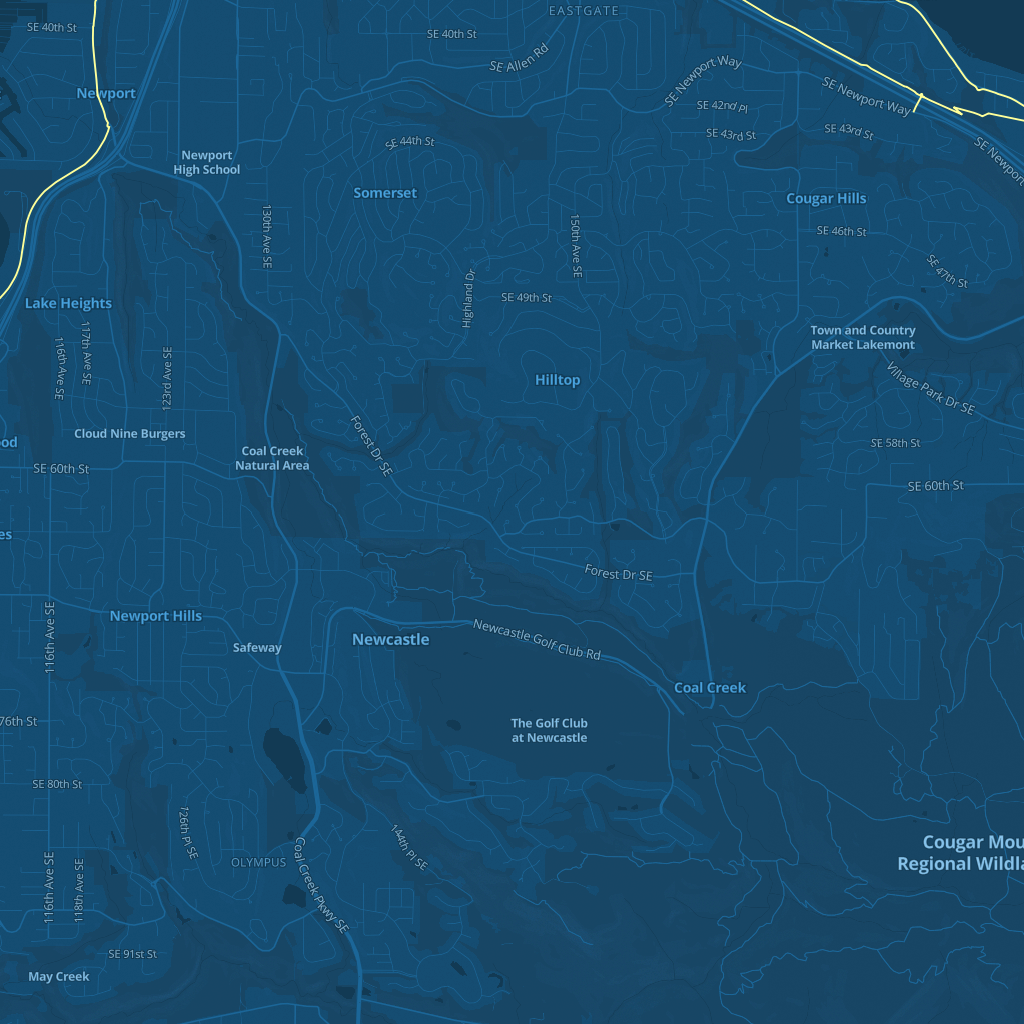 EASTGATE
SE 40th St
SE 40th St
SE Allen Rd
SE Newport Way
Newport
SE Newport Way
SE 42nd Pl
SE 43rd St
SE 43rd St
SE 44th St
SE Newport
Newport
High School
Somerset
Cougar Hills
130th Ave SE
150th Ave SE
SE 46th St
SE 47th St
Highland Dr
SE 49th St
Lake Heights
Town and Country
Market Lakemont
116th Ave SE
117th Ave SE
123rd Ave SE
Hilltop
Village Park Dr SE
Cloud Nine Burgers
Forest Dr SE
ood
SE 58th St
Coal Creek
Natural Area
SE 60th St
SE 60th St
es
Forest Dr SE
116th Ave SE
Newport Hills
Newcastle
Newcastle Golf Club Rd
Safeway
Coal Creek
76th St
The Golf Club
at Newcastle
SE 80th St
126th Pl SE
144th Pl SE
Cougar Mou
Regional Wildla
OLYMPUS
Coal Creek Pkwy SE
116th Ave SE
118th Ave SE
SE 91st St
May Creek